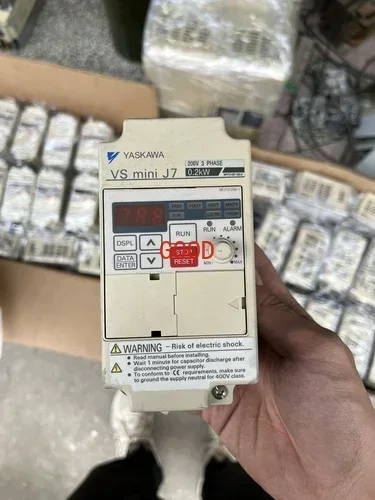 YASKAWA
200V 3 PHASE
VS mini J7
0.2kW
RUN ALARM
DSPL
RUN
DATA
ENTER
STOP
RESET
MIN
MAX
GOOD
WARNING - Risk of electric shock.
Read manual before installing.
Wait 1 minute for capacitor discharge after
disconnecting power supply.
To conform to CE requirements, make sure
to ground the supply neutral for 400V class.